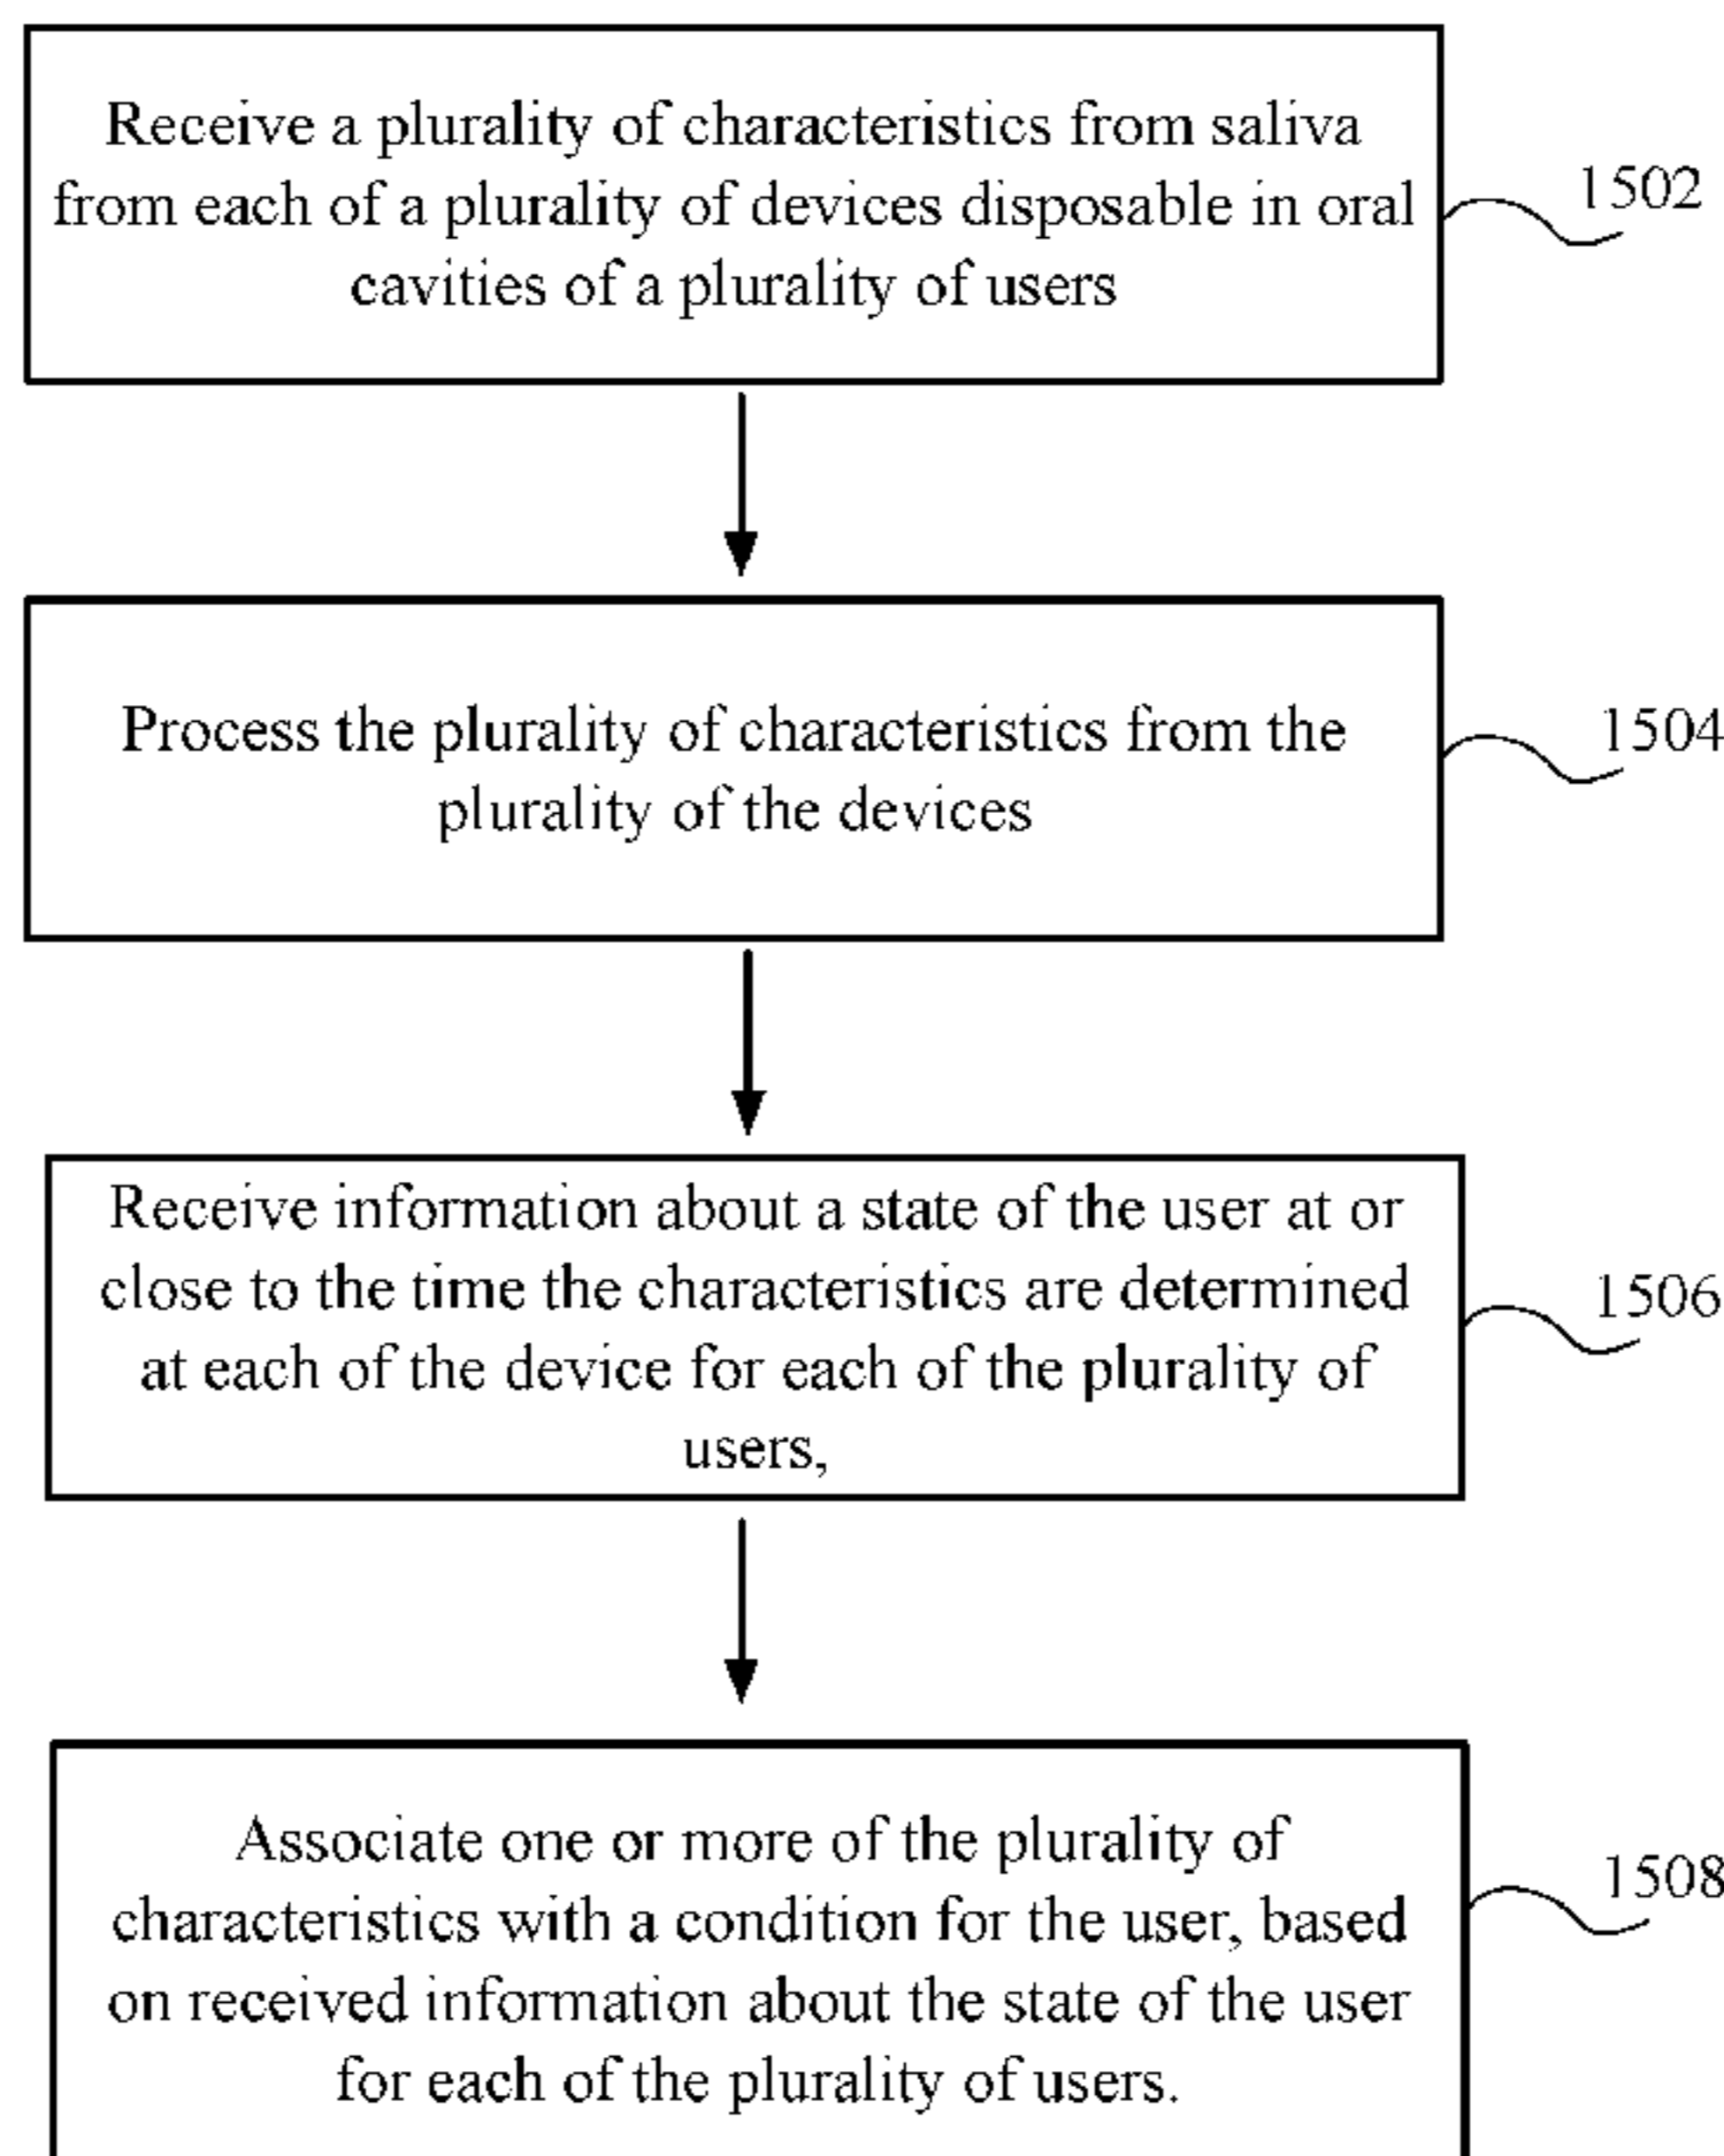 Receive a plurality of characteristics from saliva
from each of a plurality of devices disposable in oral
cavities of a plurality of users
1502
Process the plurality of characteristics from the
plurality of the devices
1504
Receive information about a state of the user at or
close to the time the characteristics are determined
at each of the device for each of the plurality of
users,
1506
Associate one or more of the plurality of
characteristics with a condition for the user, based
on received information about the state of the user
for each of the plurality of users.
1508